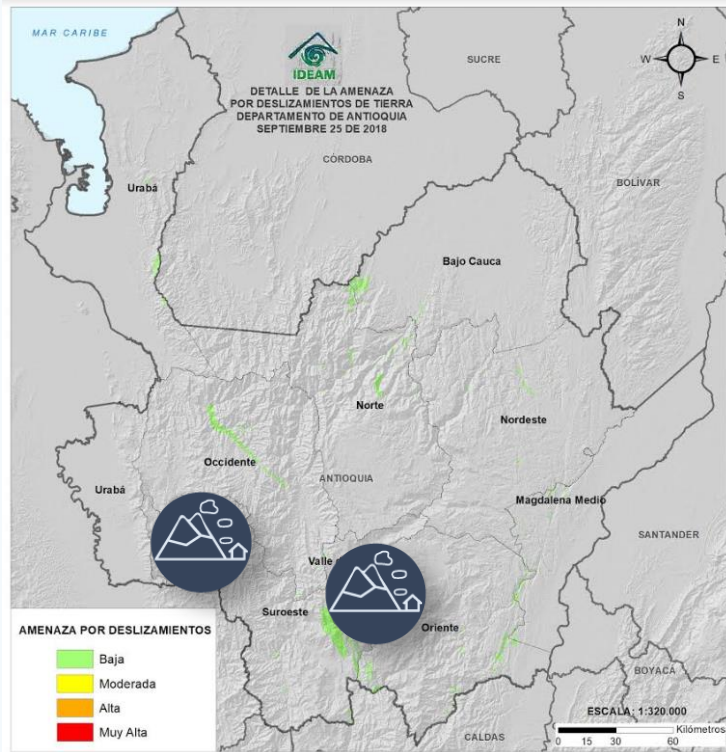 MAR CARIBE
IDEAM
DETALLE DE LA AMENAZA
POR DESLIZAMIENTOS DE TIERRA
DEPARTAMENTO DE ANTIOQUIA
SEPTIEMBRE 25 DE 2018
N
W E
S
SUCRE
CÓRDOBA
BOLÍVAR
Urabá
Bajo Cauca
Norte
Nordeste
Occidente
ANTIOQUIA
Urabá
Magdalena Medio
SANTANDER
Valle
Suroeste
Oriente
AMENAZA POR DESLIZAMIENTOS
Baja
Moderada
Alta
Muy Alta
BOYACÁ
CALDAS
ESCALA: 1:320.000
Kilómetros
0 15 30 60